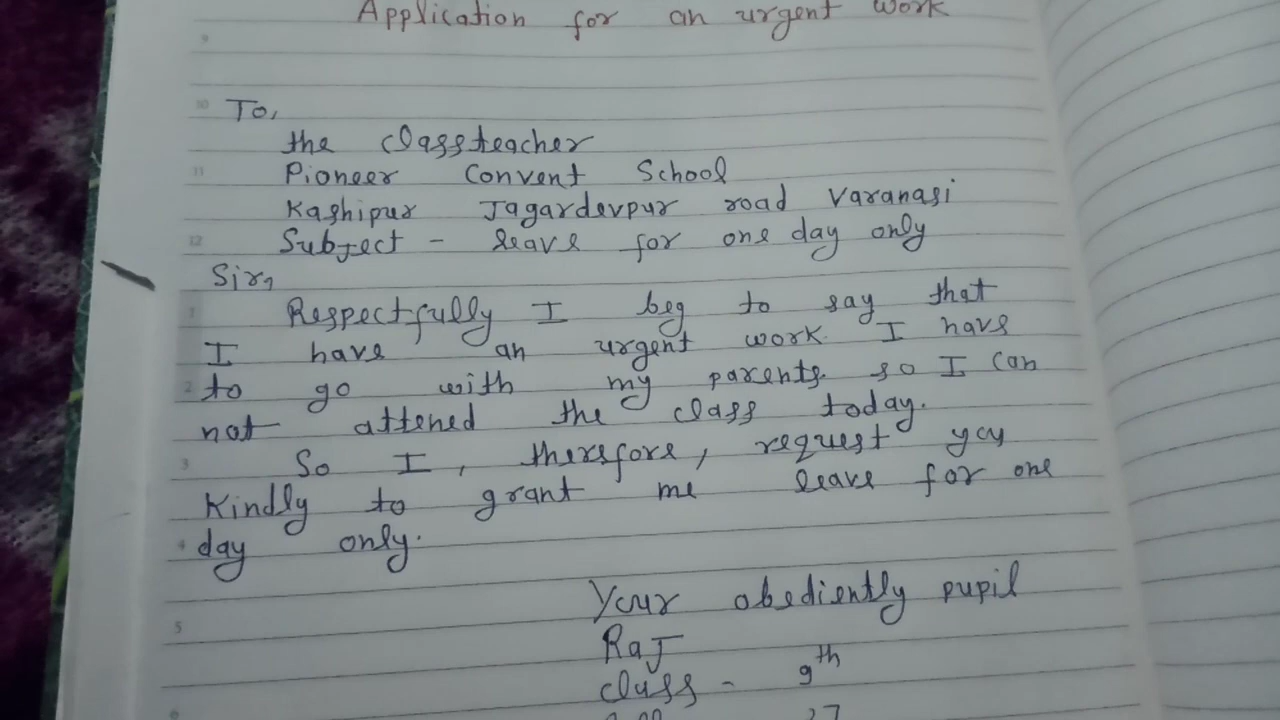 Application for an urgent work
To,
the classteacher
Pioneer Convent School
Kashipur Jagardevpur road Varanasi
Subject - leave for one day only
Sir,
Respectfully I beg to say that
I have an urgent work. I have
to go with my parents. so I can
not attened the class today.
So I, therefore, request you
Kindly to grant me leave for one
day only.
Your obediently pupil
Raj
class - 9th
27